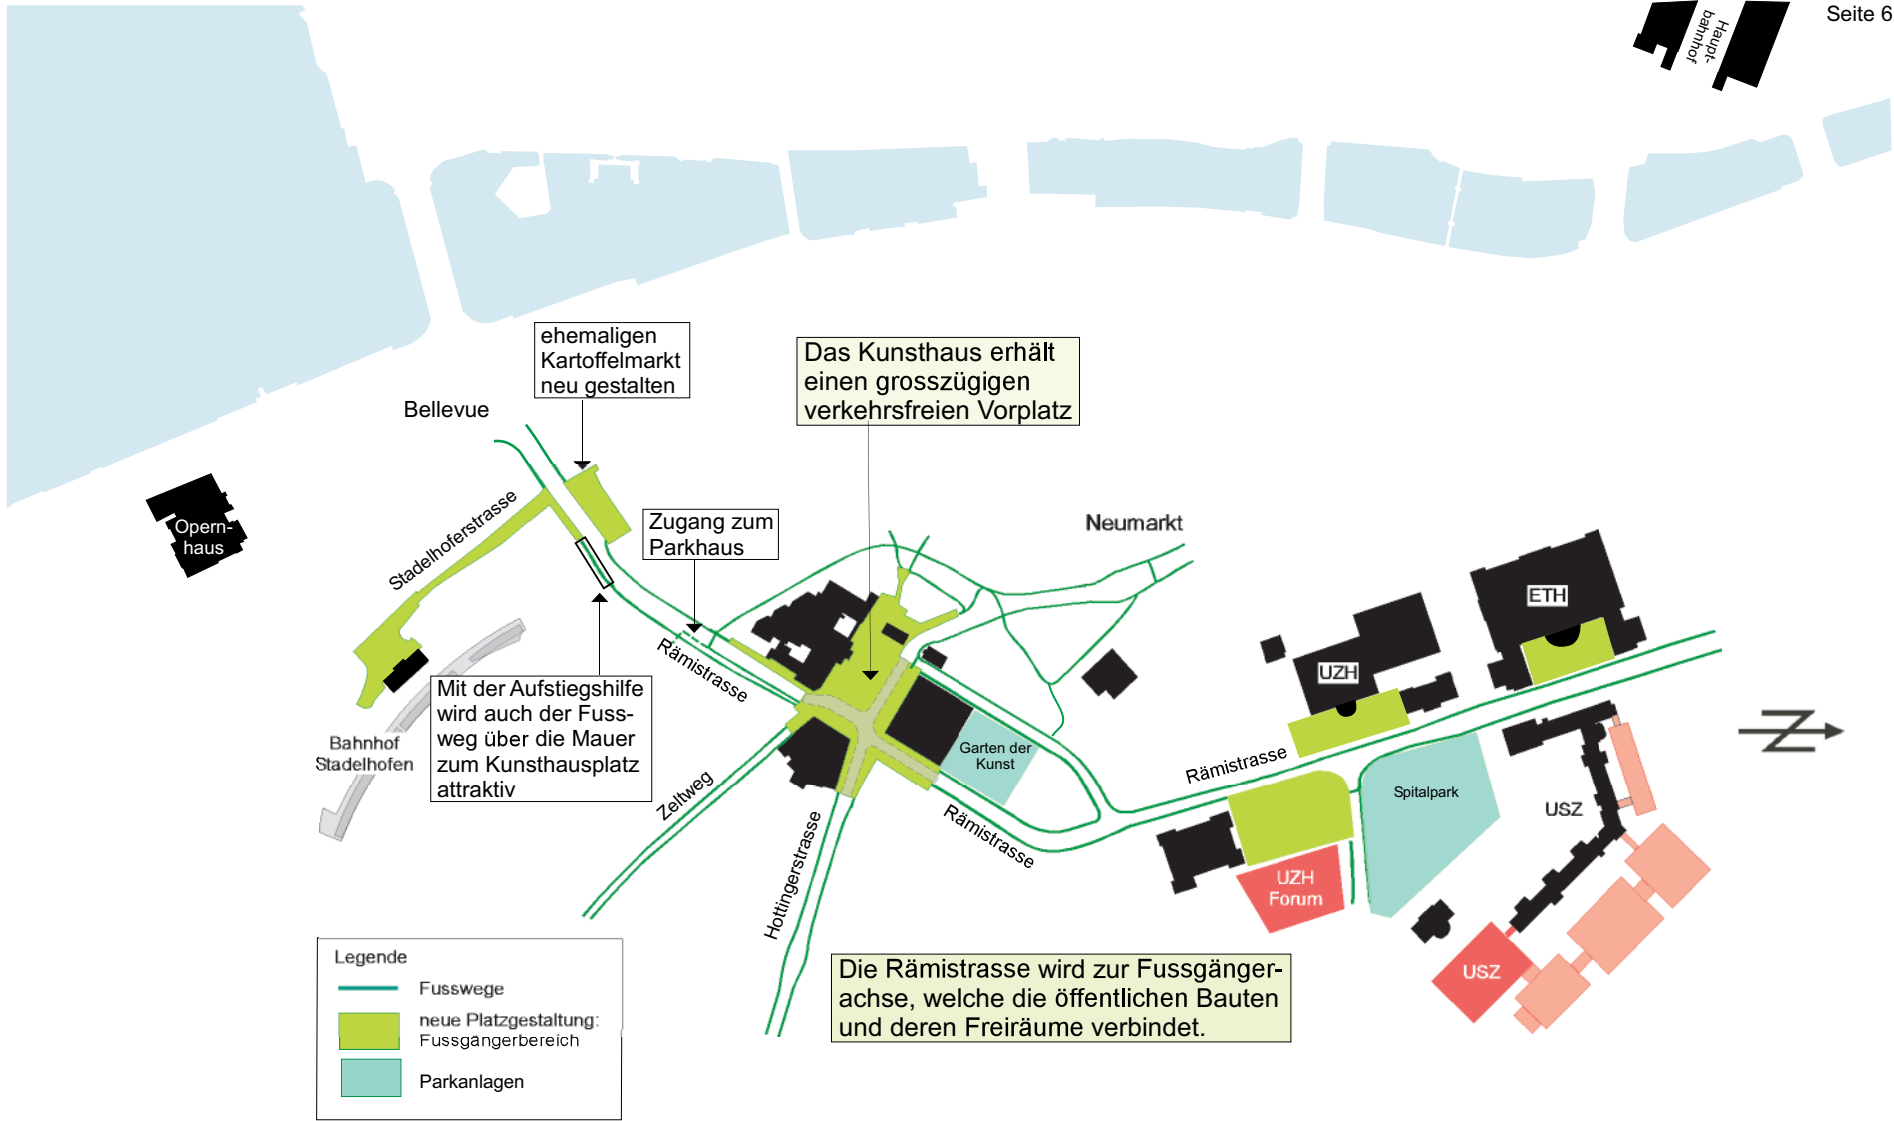 Seite 6
Haupt-
bahnhof
ehemaligen
Kartoffelmarkt
neu gestalten
Das Kunsthaus erhält
einen grosszügigen
verkehrsfreien Vorplatz
Bellevue
Opern-
haus
Stadelhoferstrasse
Zugang zum
Parkhaus
Neumarkt
ETH
UZH
Rämistrasse
Mit der Aufstiegshilfe
wird auch der Fuss-
weg über die Mauer
zum Kunsthausplatz
attraktiv
Bahnhof
Stadelhofen
Garten der
Kunst
Rämistrasse
Zeltweg
Hottingerstrasse
Rämistrasse
Spitalpark
USZ
UZH
Forum
USZ
Die Rämistrasse wird zur Fussgänger-
achse, welche die öffentlichen Bauten
und deren Freiräume verbindet.
Legende
Fusswege
neue Platzgestaltung:
Fussgängerbereich
Parkanlagen